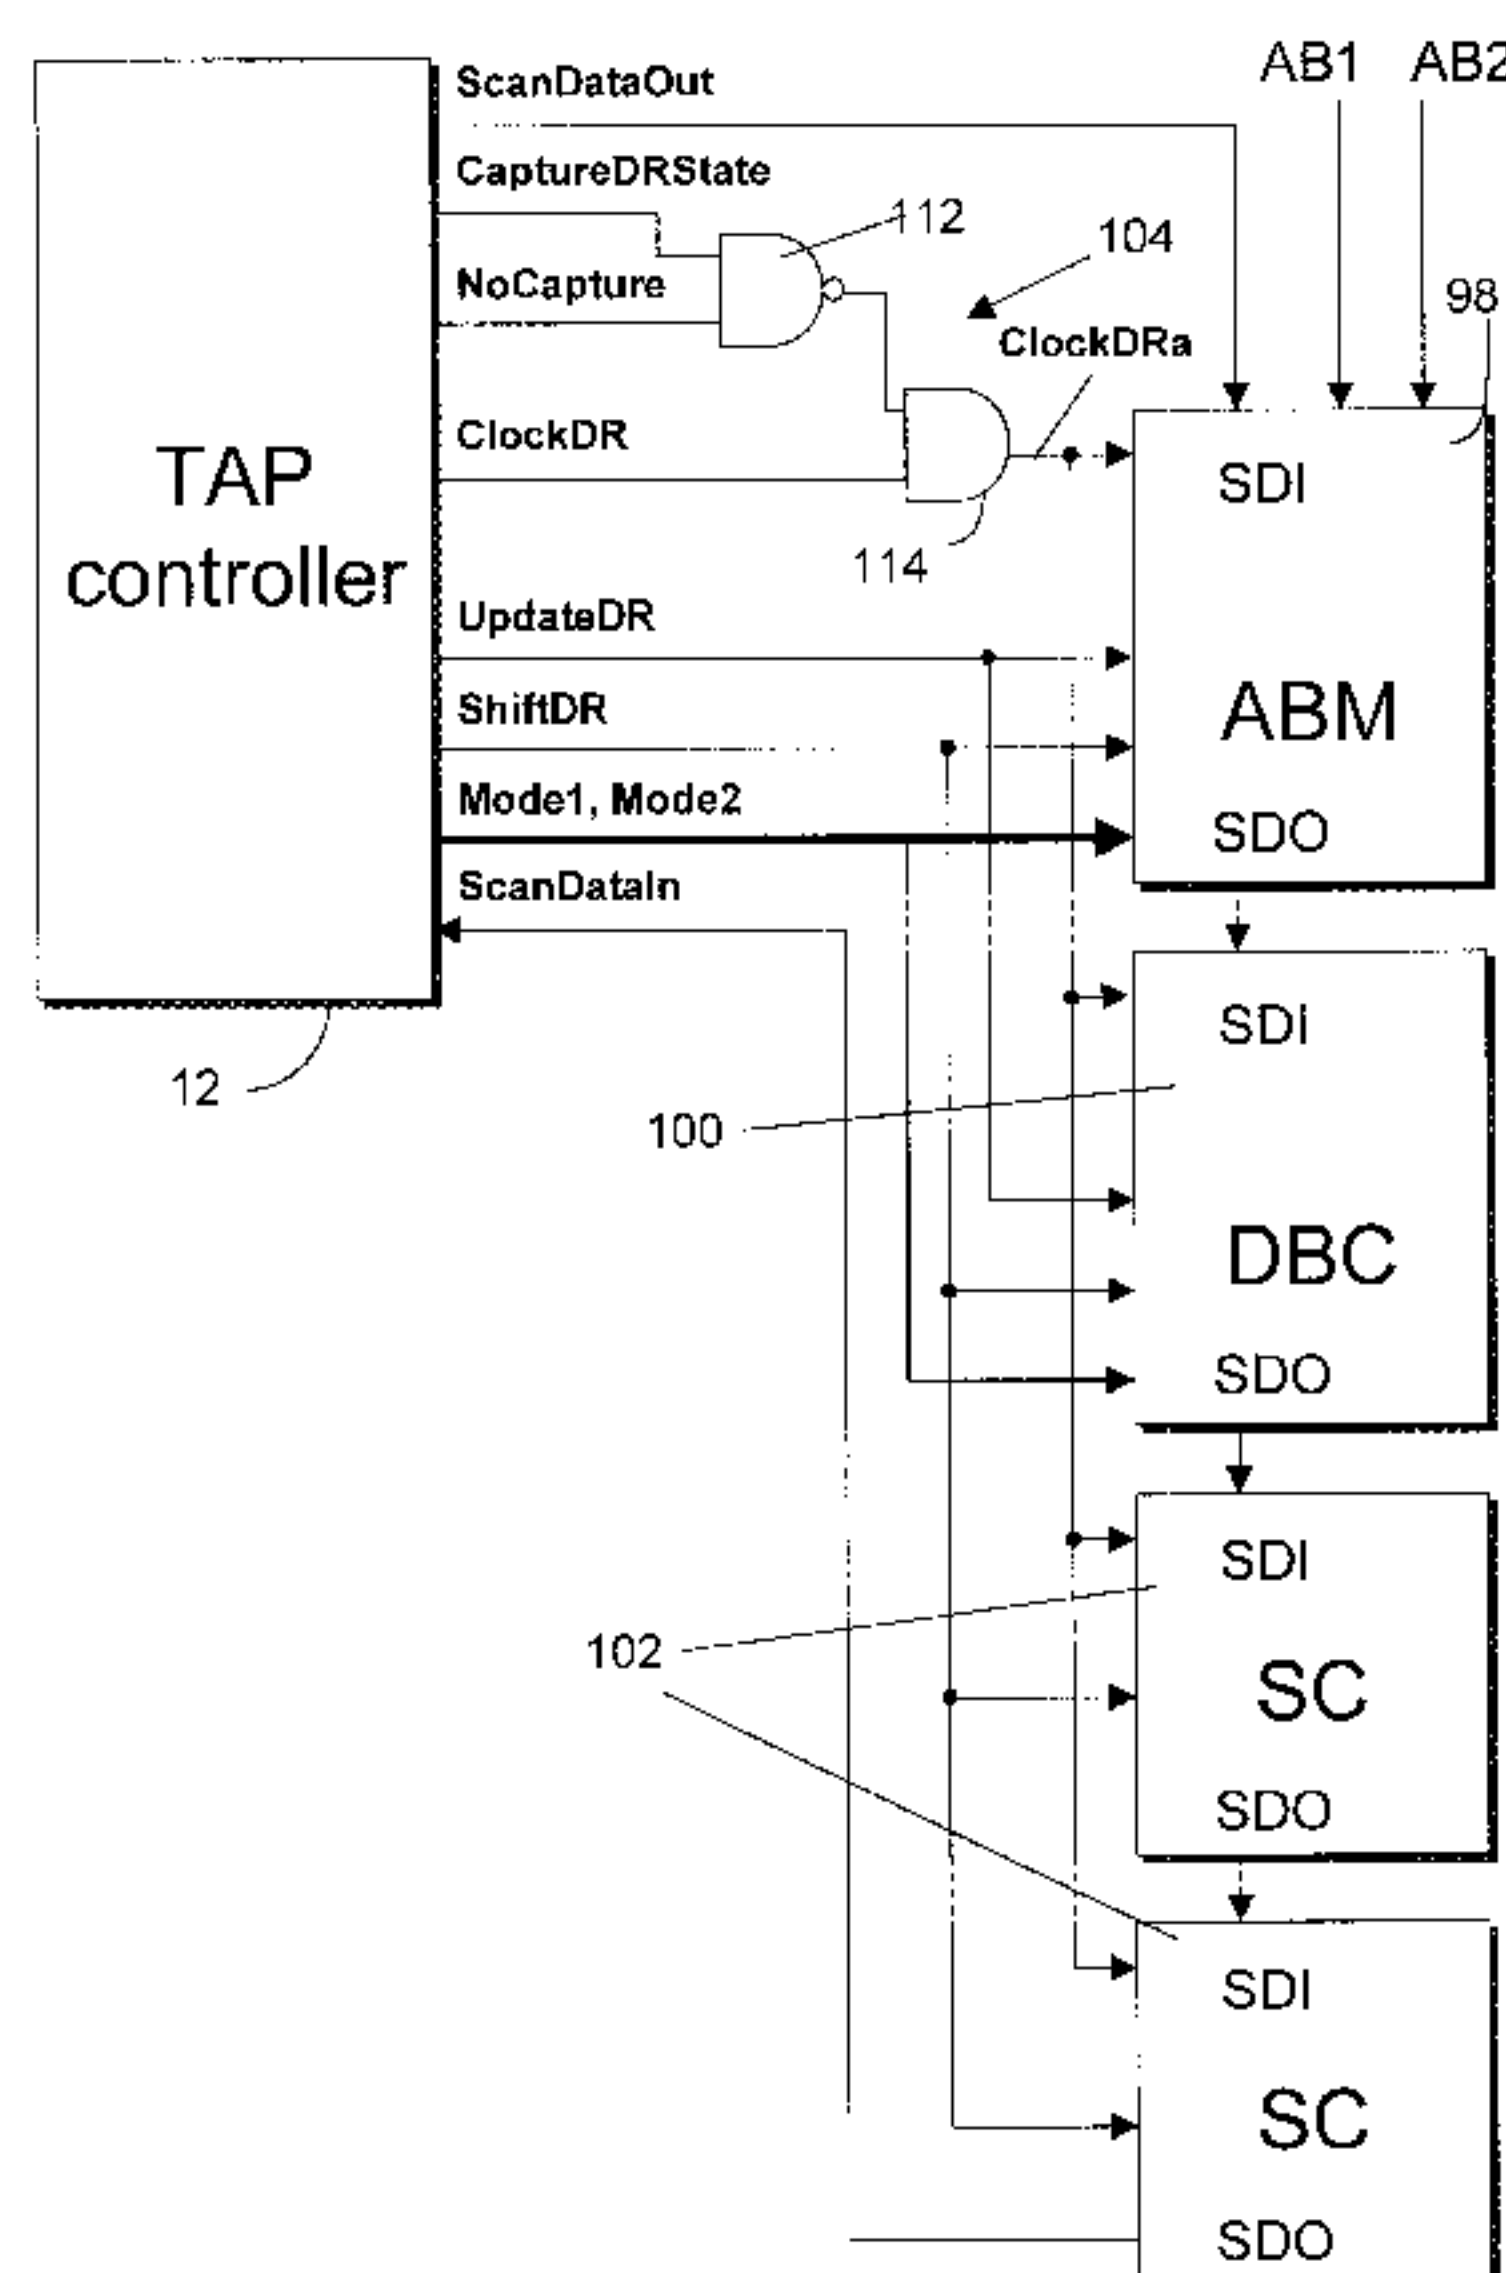 ScanDataOut
AB1
AB2
CaptureDRState
112
104
NoCapture
98
ClockDRa
ClockDR
TAP
controller
SDI
114
UpdateDR
ShiftDR
ABM
Mode1, Mode2
SDO
ScanDataIn
SDI
12
100
DBC
SDO
SDI
102
SC
SDO
SDI
SC
SDO